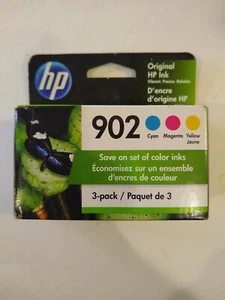 hp
Original
HP Ink
Vibrant Precise Reliable
D'encre
d'origine HP
902
Cyan
Magenta
Yellow
Jaune
Save on set of color inks
Économisez sur un ensemble
d'encres de couleur
3-pack / Paquet de 3